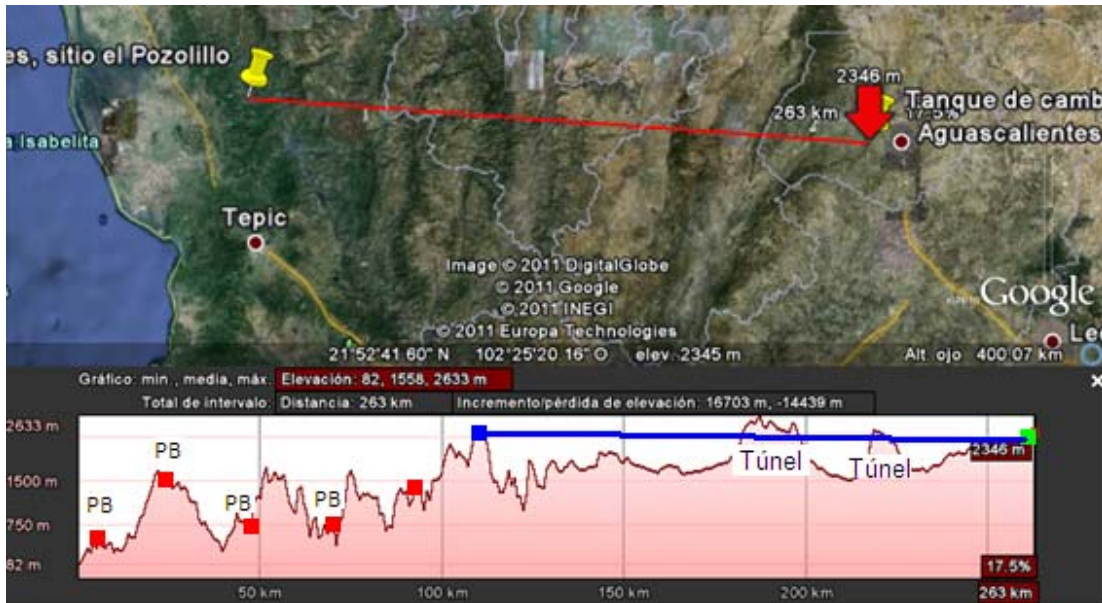 es, sítio el Pozolillo
2346 m
263 km
17.5%
Tanque de camb
Aguascalientes
a Isabelita
Tepic
Image © 2011 DigitalGlobe
© 2011 Google
© 2011 INEGI
© 2011 Europa Technologies
Google
Leo
21°52'41.60" N 102°25'20.16" O elev. 2345 m Alt. ojo 400.07 km
Gráfico: min., media, máx. Elevación: 82, 1558, 2633 m
Total de intervalo: Distancia: 263 km Incremento/pérdida de elevación: 16703 m, -14439 m
2633 m
1500 m
750 m
82 m
PB
PB
PB
PB
Túnel
Túnel
2346 m
17.5%
50 km 100 km 150 km 200 km 263 km